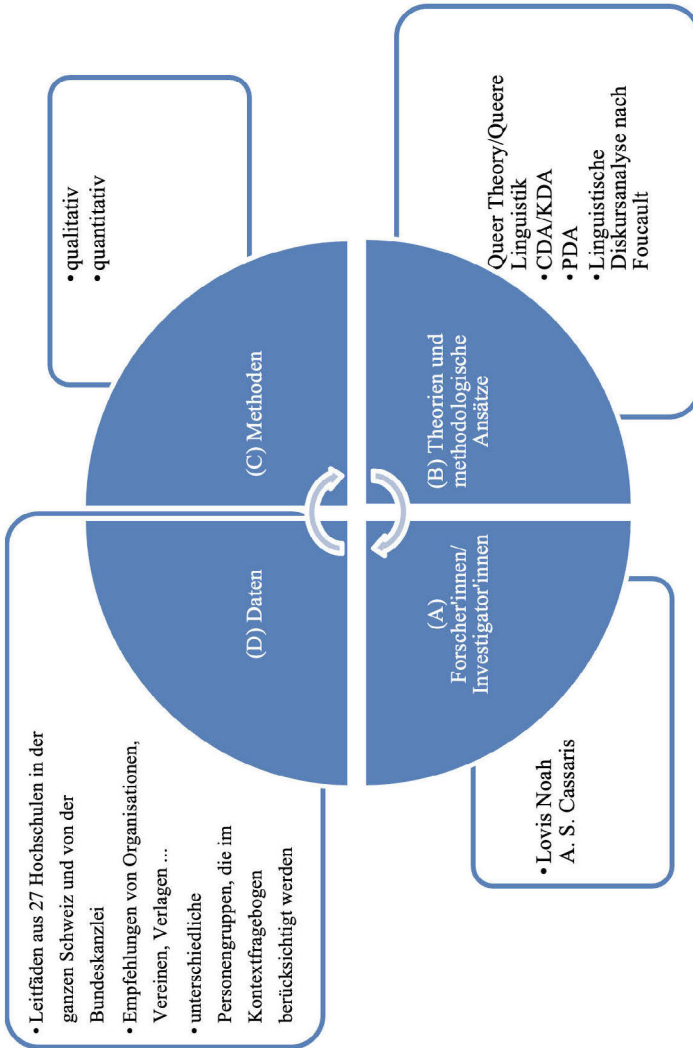 • Leitfäden aus 27 Hochschulen in der
ganzen Schweiz und von der
Bundeskanzlei
• Empfehlungen von Organisationen,
Vereinen, Verlagen ...
• unterschiedliche
Personengruppen, die im
Kontextfragebogen
berücksichtigt werden
(D) Daten
• qualitativ
• quantitativ
(C) Methoden
• Lovis Noah
A. S. Cassaris
(A)
Forscher'innen/
Investigator'innen
(B) Theorien und
methodologische
Ansätze
Queer Theory/Queere
Linguistik
• CDA/KDA
• PDA
• Linguistische
Diskursanalyse nach
Foucault